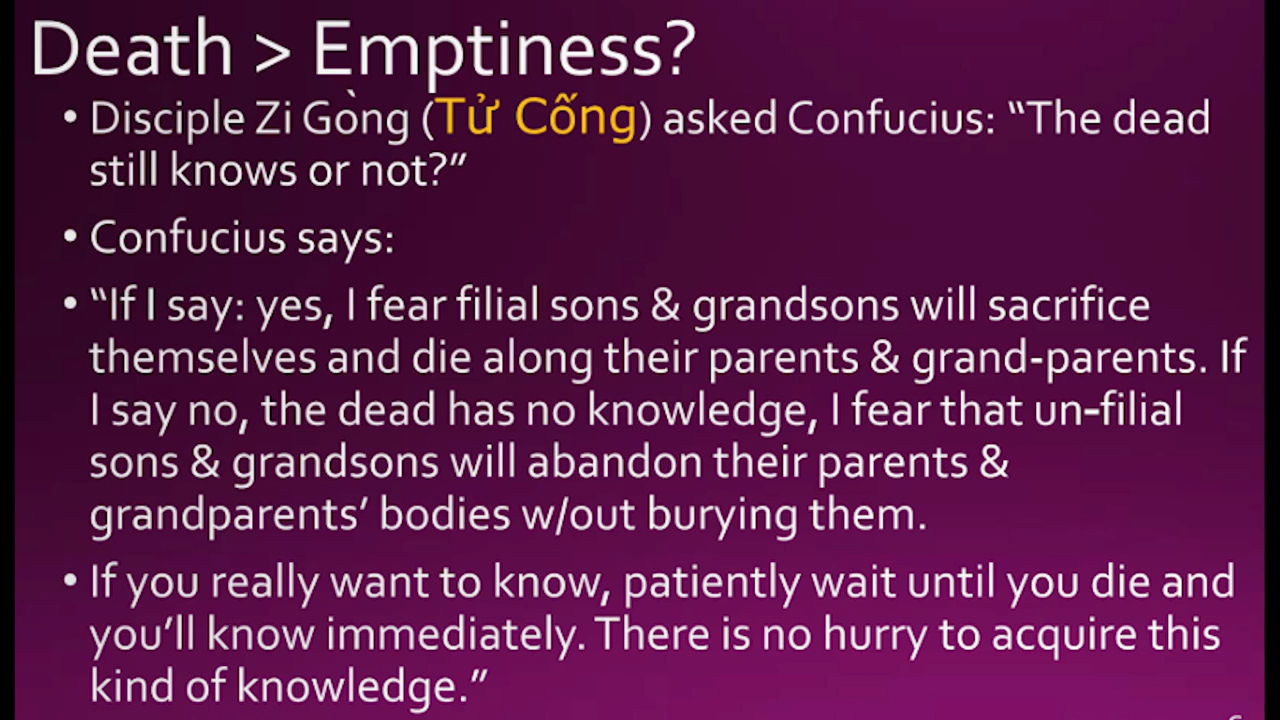 Death > Emptiness?
• Disciple Zi Gòng (Tử Cống) asked Confucius: “The dead
still knows or not?”
• Confucius says:
• “If I say: yes, I fear filial sons & grandsons will sacrifice
themselves and die along their parents & grand-parents. If
I say no, the dead has no knowledge, I fear that un-filial
sons & grandsons will abandon their parents &
grandparents’ bodies w/out burying them.
• If you really want to know, patiently wait until you die and
you’ll know immediately. There is no hurry to acquire this
kind of knowledge.”